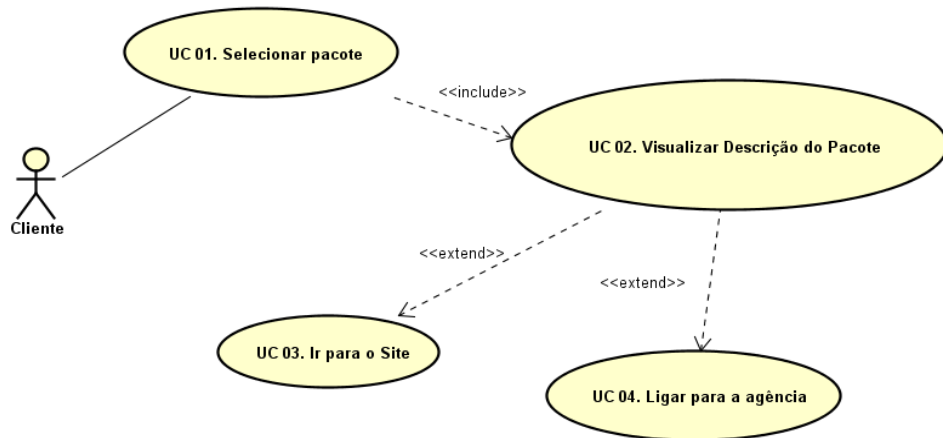 UC 01. Selecionar pacote
<<include>>
UC 02. Visualizar Descrição do Pacote
Cliente
<<extend>>
<<extend>>
UC 03. Ir para o Site
UC 04. Ligar para a agência